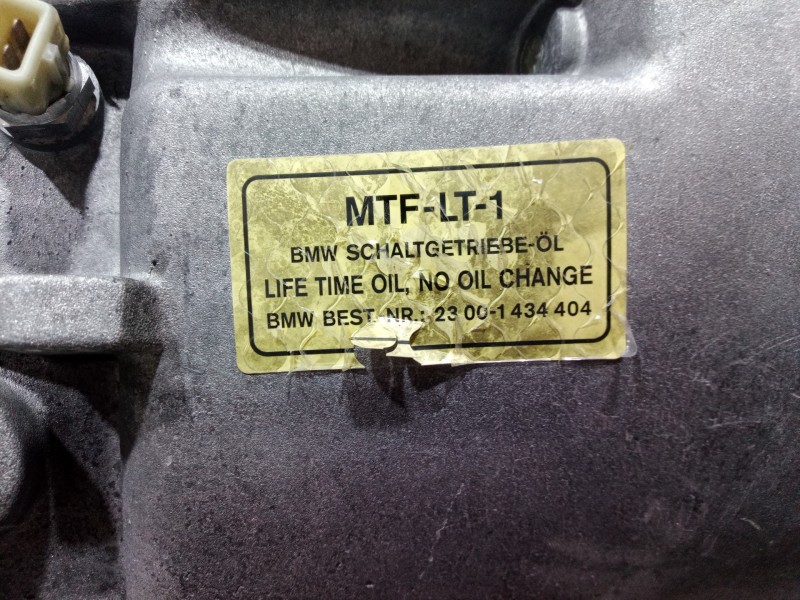 MTF-LT-1
BMW SCHALTGETRIEBE-ÖL
LIFE TIME OIL, NO OIL CHANGE
BMW BEST.-NR.: 23 00-1 434 404